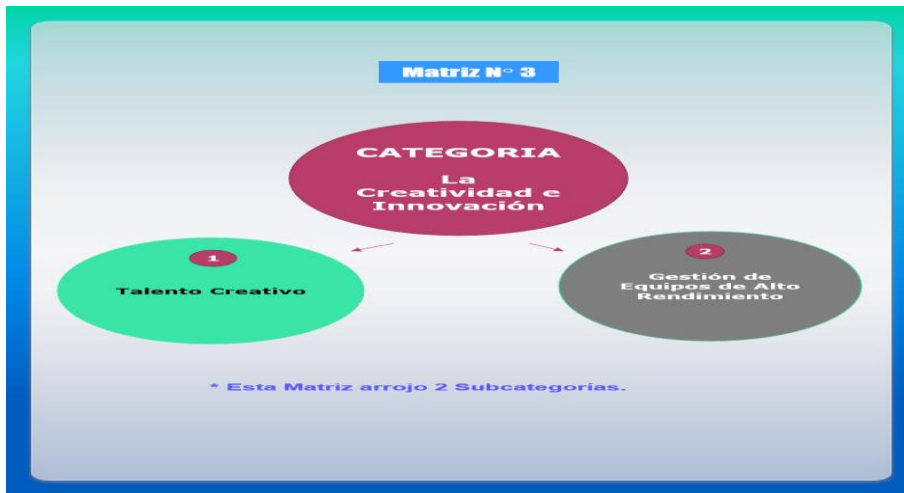 Matriz N° 3
CATEGORIA
La
Creatividad e
Innovación
1
Talento Creativo
2
Gestión de
Equipos de Alto
Rendimiento
* Esta Matriz arrojo 2 Subcategorías.